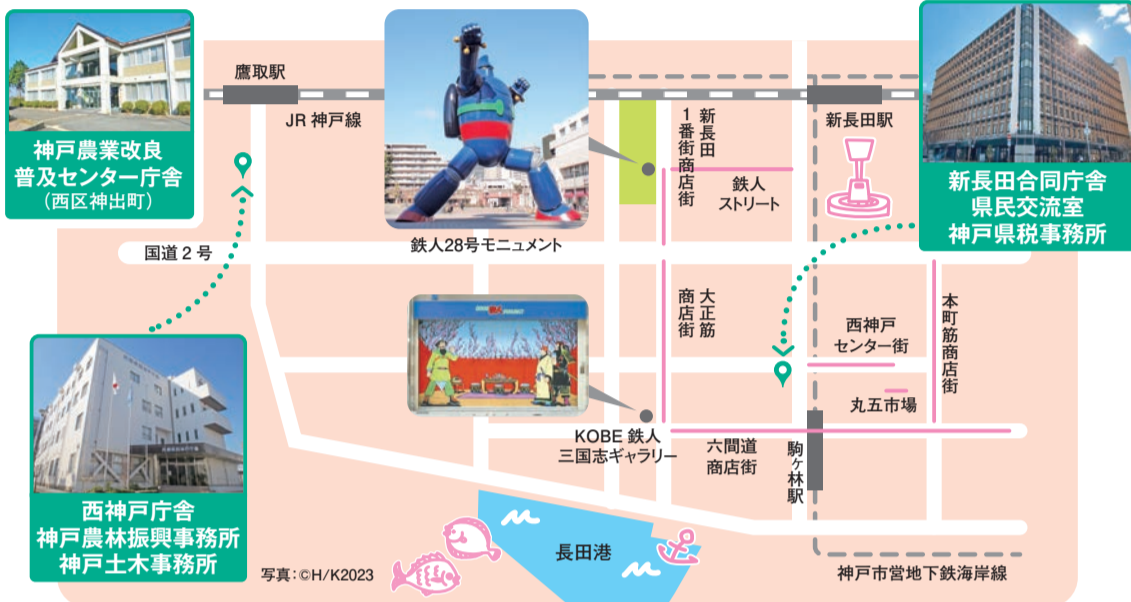 神戸農業改良
普及センター庁舎
（西区神出町）
鷹取駅
JR 神戸線
国道 2 号
鉄人28号モニュメント
新長田
1番街商店街
鉄人
ストリート
新長田駅
新長田合同庁舎
県民交流室
神戸県税事務所
大正筋
商店街
西神戸
センター街
丸五市場
本町筋商店街
KOBE 鉄人
三国志ギャラリー
六間道
商店街
駒ヶ林駅
西神戸庁舎
神戸農林振興事務所
神戸土木事務所
写真：©H/K2023
長田港
神戸市営地下鉄海岸線